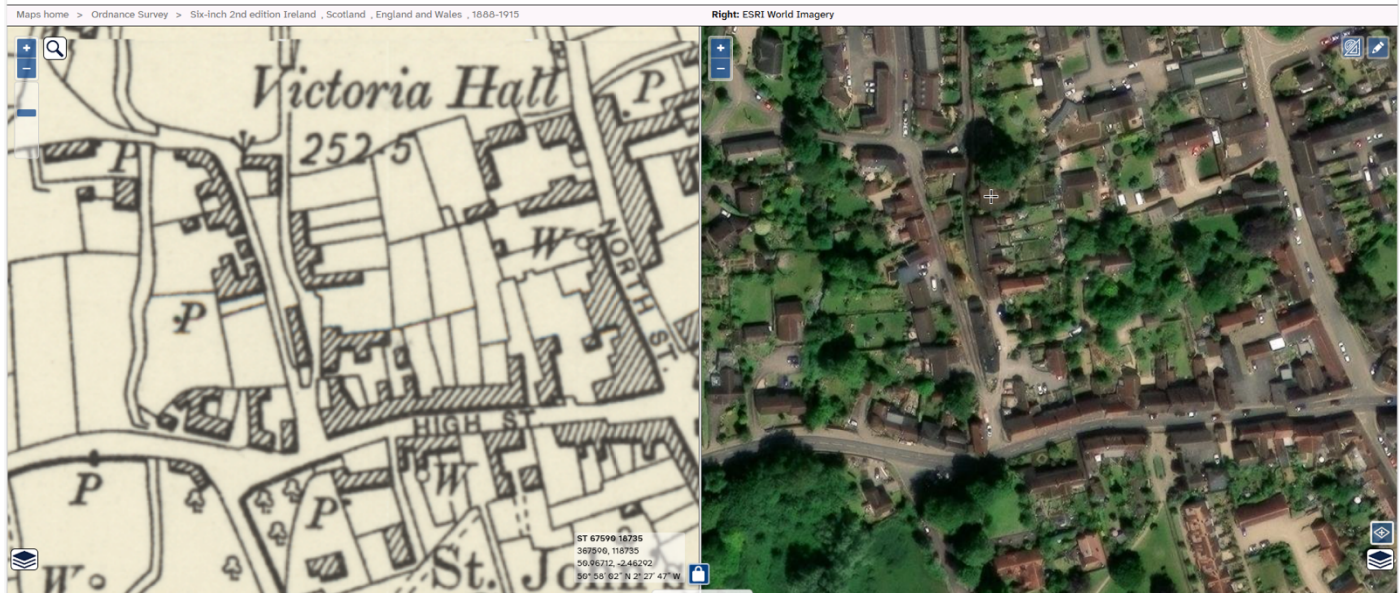 Maps home > Ordnance Survey > Six-inch 2nd edition Ireland , Scotland , England and Wales , 1888-1915
Right: ESRI World Imagery
+
+
−
−
Victoria Hall
P
252·5
P
W
NORTH ST.
P
HIGH ST
P
W
P
W
St. Jo
ST 67590 18735
367590, 118735
50.96712, -2.46292
50° 58′ 02″ N 2° 27′ 47″ W